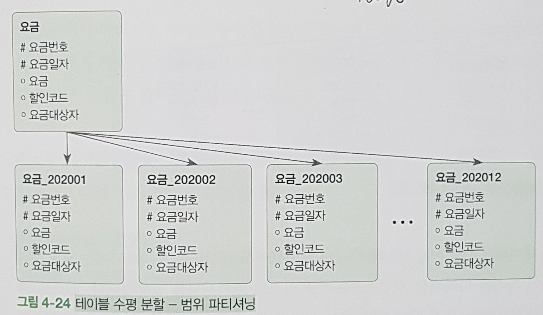 요금
# 요금번호
# 요금일자
○ 요금
○ 할인코드
○ 요금대상자
요금_202001
# 요금번호
# 요금일자
○ 요금
○ 할인코드
○ 요금대상자
요금_202002
# 요금번호
# 요금일자
○ 요금
○ 할인코드
○ 요금대상자
요금_202003
# 요금번호
# 요금일자
○ 요금
○ 할인코드
○ 요금대상자
...
요금_202012
# 요금번호
# 요금일자
○ 요금
○ 할인코드
○ 요금대상자
그림 4-24 테이블 수평 분할 – 범위 파티셔닝